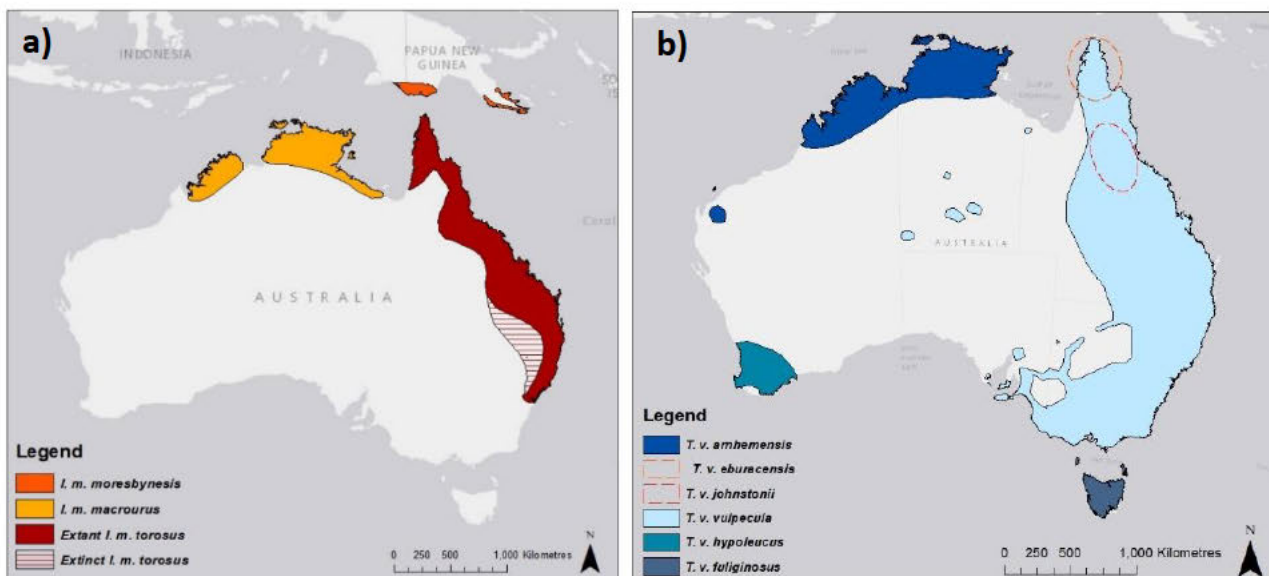 a)
INDONESIA
PAPUA NEW
GUINEA
AUSTRALIA
Legend
I. m. moresbynesis
I. m. macrourus
Extant I. m. torosus
Extinct I. m. torosus
0 250 500 1,000 Kilometres
N
b)
AUSTRALIA
Legend
T. v. arnhemensis
T. v. eburacensis
T. v. johnstonii
T. v. vulpecula
T. v. hypoleucus
T. v. fuliginosus
0 250 500 1,000 Kilometres
N